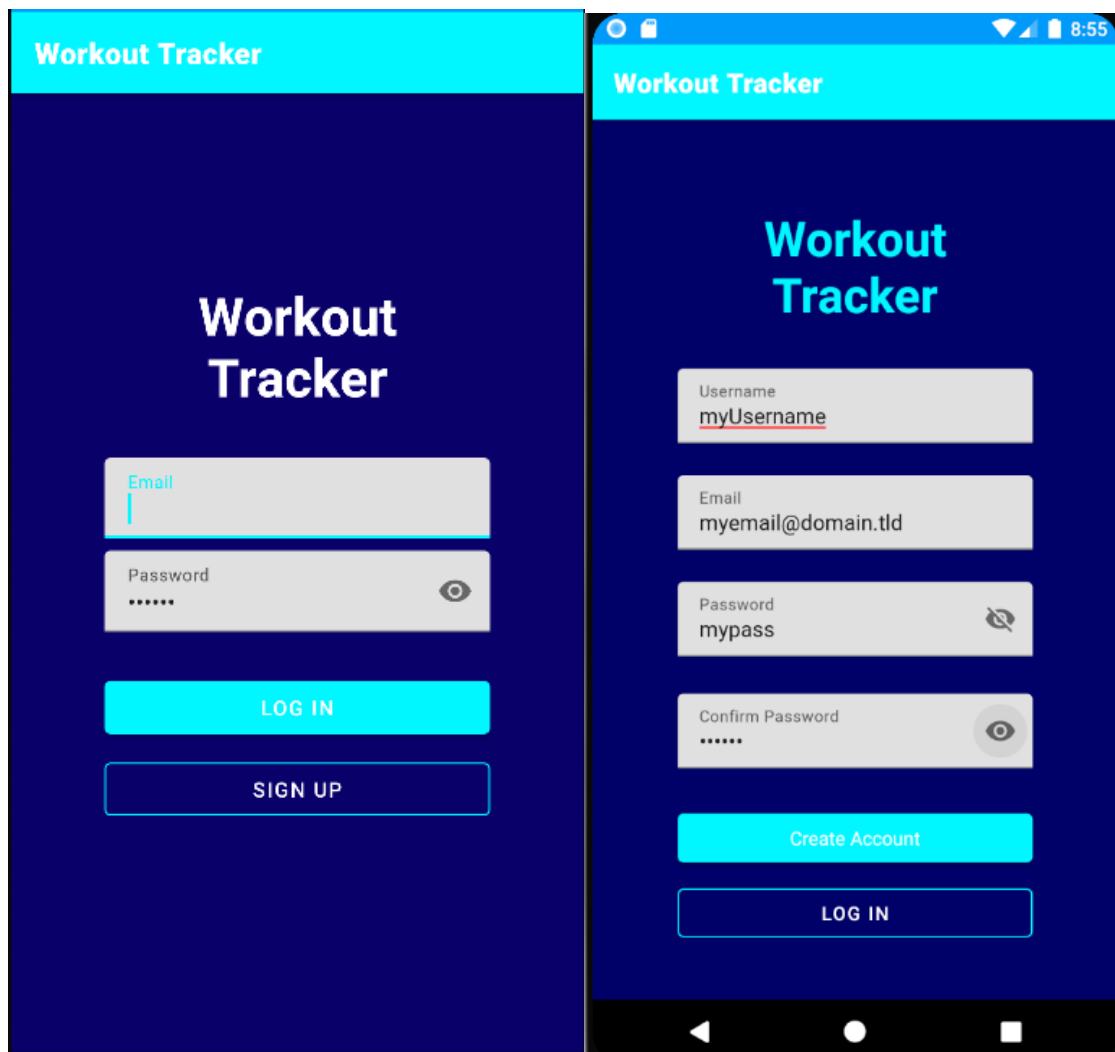 Workout Tracker
Workout
Tracker
Email
Password
••••••
LOG IN
SIGN UP
8:55
Workout Tracker
Workout
Tracker
Username
myUsername
Email
myemail@domain.tld
Password
mypass
Confirm Password
••••••
Create Account
LOG IN